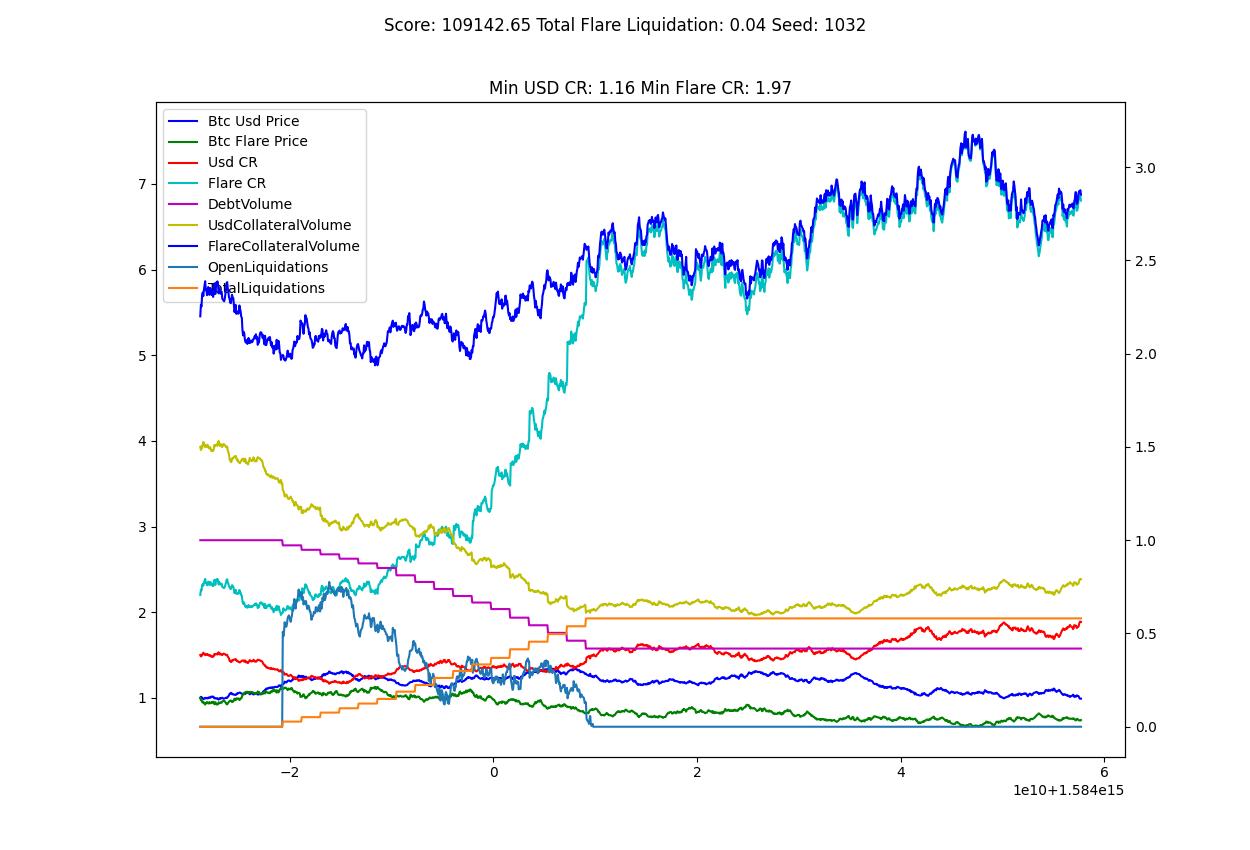 Score: 109142.65 Total Flare Liquidation: 0.04 Seed: 1032
Min USD CR: 1.16 Min Flare CR: 1.97
Btc Usd Price
Btc Flare Price
Usd CR
Flare CR
DebtVolume
UsdCollateralVolume
FlareCollateralVolume
OpenLiquidations
TotalLiquidations
7
6
5
4
3
2
1
3.0
2.5
2.0
1.5
1.0
0.5
0.0
−2 0 2 4 6
1e10+1.584e15